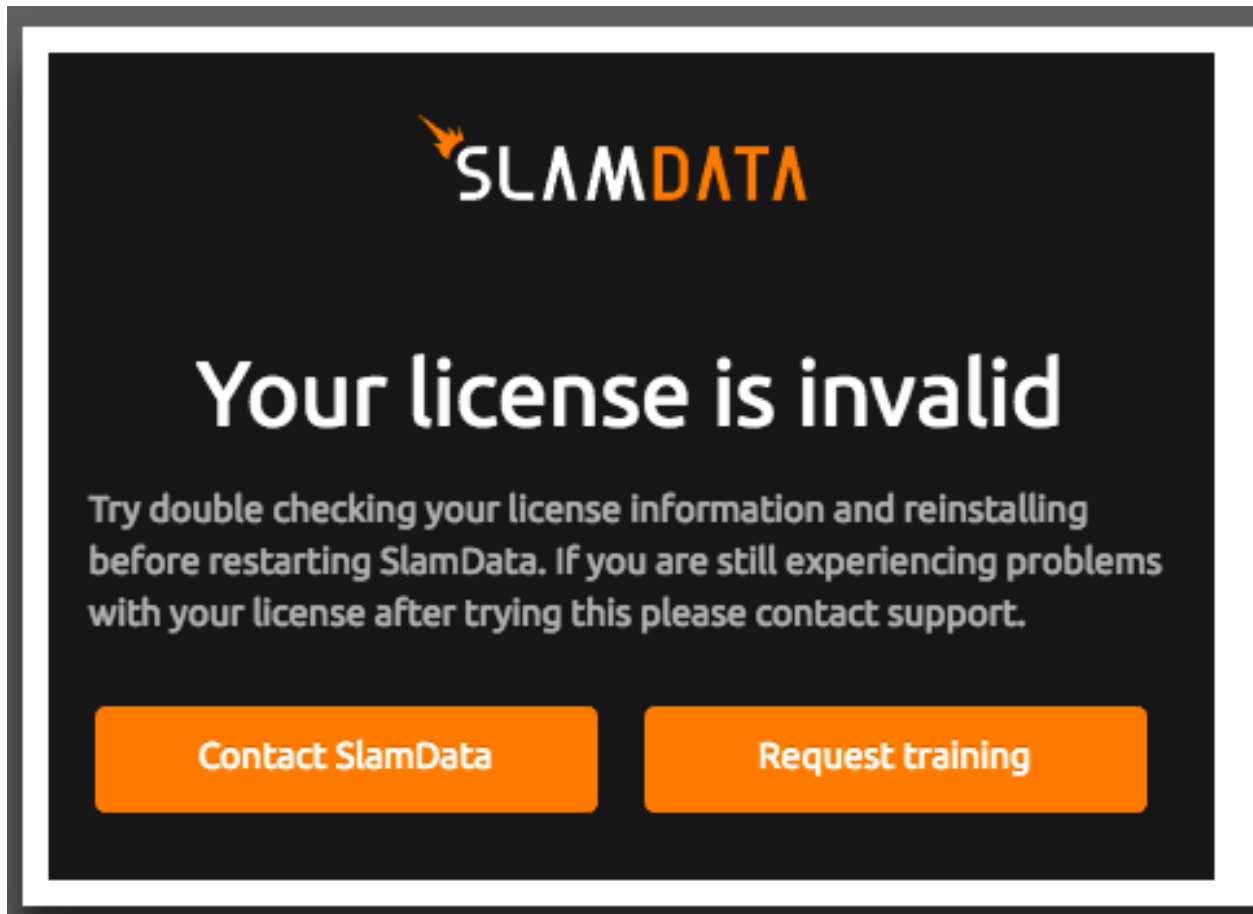 SLAMDATA
Your license is invalid
Try double checking your license information and reinstalling
before restarting SlamData. If you are still experiencing problems
with your license after trying this please contact support.
Contact SlamData
Request training